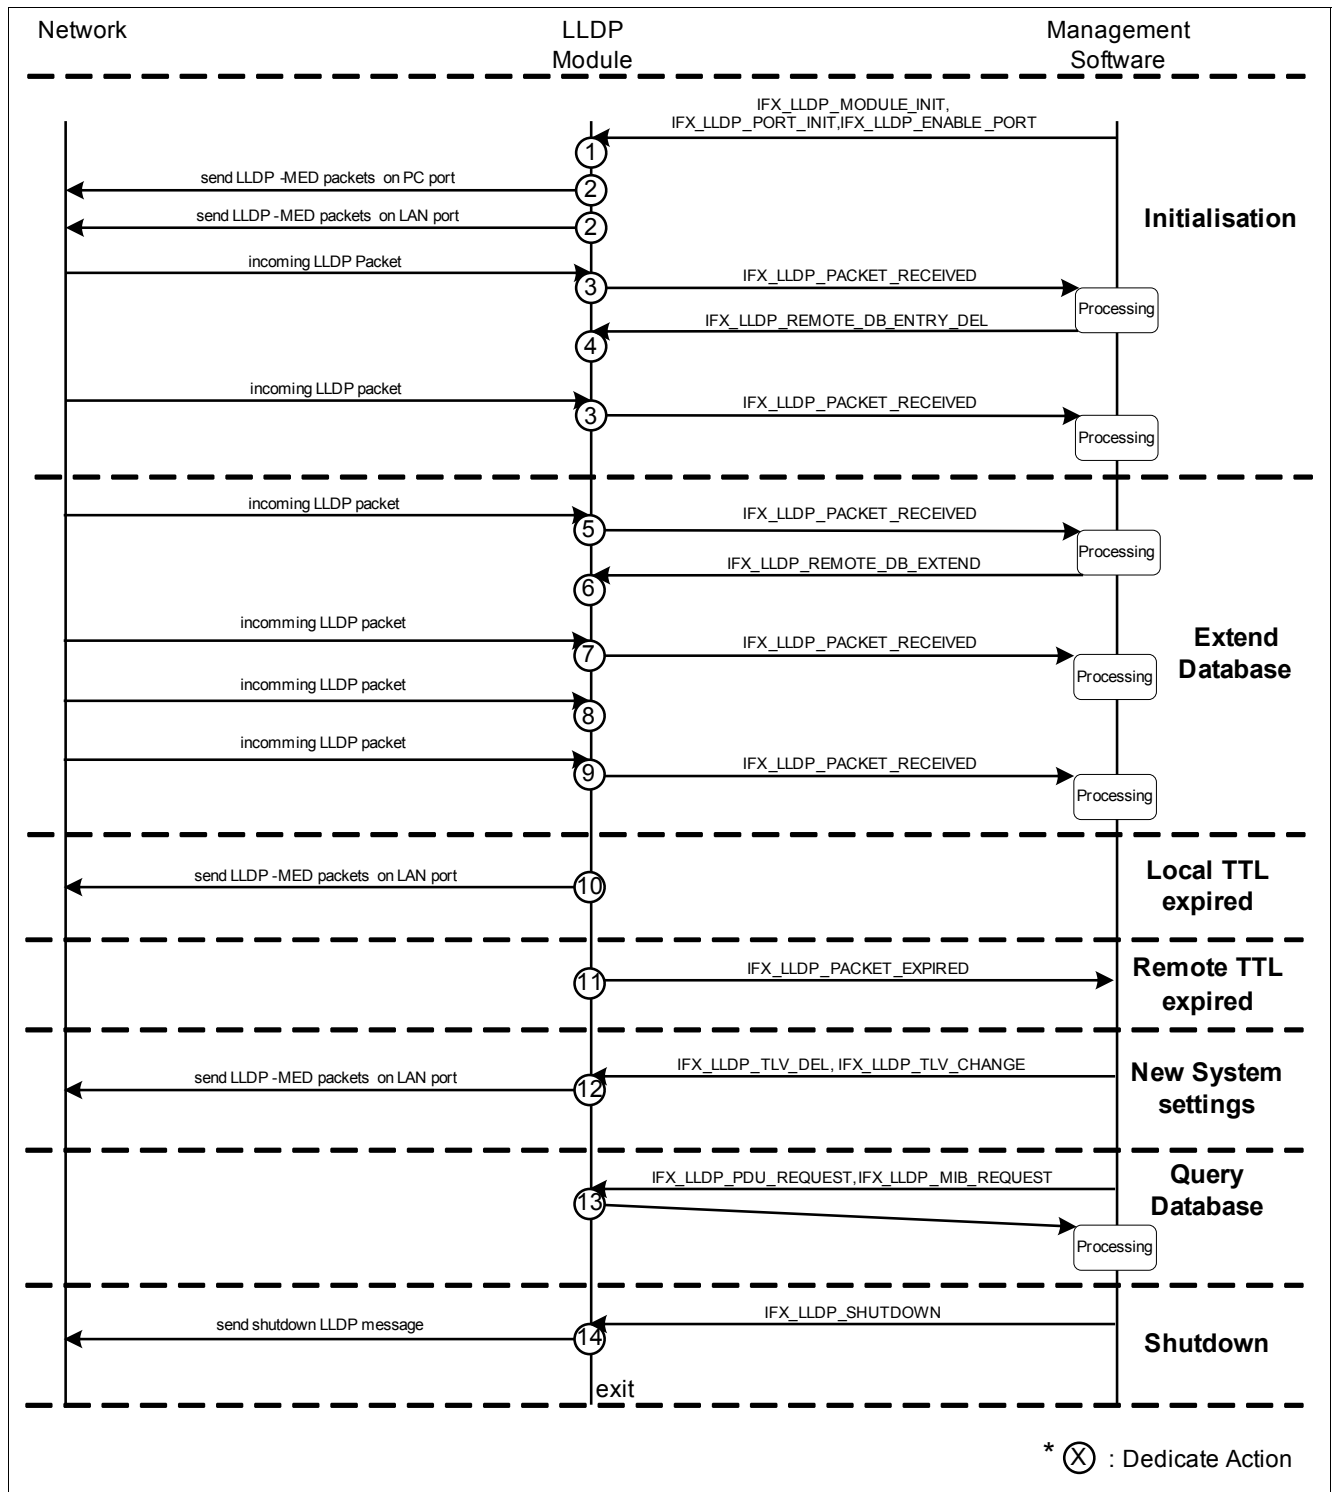 Network
LLDP
Module
Management
Software
IFX_LLDP_MODULE_INIT,
IFX_LLDP_PORT_INIT,IFX_LLDP_ENABLE_PORT
1
send LLDP -MED packets on PC port
2
send LLDP -MED packets on LAN port
2
Initialisation
incoming LLDP Packet
3
IFX_LLDP_PACKET_RECEIVED
Processing
IFX_LLDP_REMOTE_DB_ENTRY_DEL
4
incoming LLDP packet
3
IFX_LLDP_PACKET_RECEIVED
Processing
incoming LLDP packet
5
IFX_LLDP_PACKET_RECEIVED
Processing
IFX_LLDP_REMOTE_DB_EXTEND
6
incomming LLDP packet
7
IFX_LLDP_PACKET_RECEIVED
Processing
Extend
Database
incomming LLDP packet
8
incomming LLDP packet
9
IFX_LLDP_PACKET_RECEIVED
Processing
send LLDP -MED packets on LAN port
10
Local TTL
expired
11
IFX_LLDP_PACKET_EXPIRED
Remote TTL
expired
IFX_LLDP_TLV_DEL, IFX_LLDP_TLV_CHANGE
send LLDP -MED packets on LAN port
12
New System
settings
IFX_LLDP_PDU_REQUEST,IFX_LLDP_MIB_REQUEST
13
Processing
Query
Database
IFX_LLDP_SHUTDOWN
send shutdown LLDP message
14
Shutdown
exit
* X : Dedicate Action